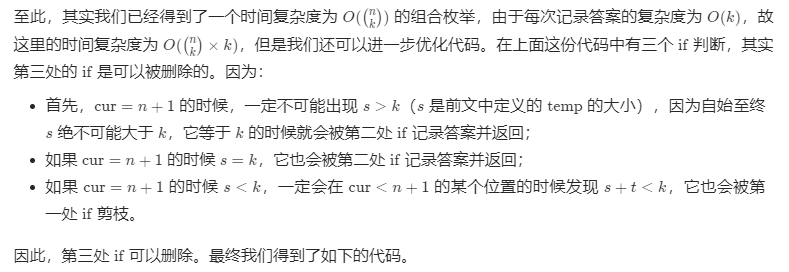 至此，其实我们已经得到了一个时间复杂度为 O((n k)) 的组合枚举，由于每次记录答案的复杂度为 O(k)，故
这里的时间复杂度为 O((n k) × k)，但是我们还可以进一步优化代码。在上面这份代码中有三个 if 判断，其实
第三处的 if 是可以被删除的。因为：
• 首先，cur = n + 1 的时候，一定不可能出现 s > k（s 是前文中定义的 temp 的大小），因为自始至终
s 绝不可能大于 k，它等于 k 的时候就会被第二处 if 记录答案并返回；
• 如果 cur = n + 1 的时候 s = k，它也会被第二处 if 记录答案并返回；
• 如果 cur = n + 1 的时候 s < k，一定会在 cur < n + 1 的某个位置的时候发现 s + t < k，它也会被第
一处 if 剪枝。
因此，第三处 if 可以删除。最终我们得到了如下的代码。